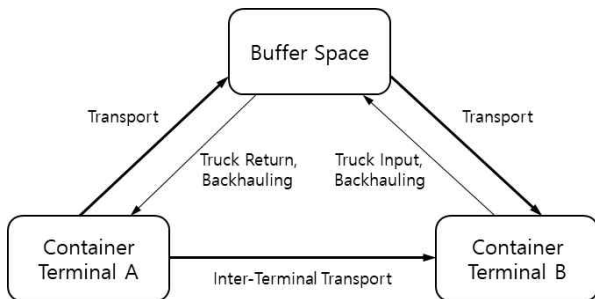 Buffer Space
Transport
Transport
Truck Return,
Backhauling
Truck Input,
Backhauling
Container
Terminal A
Container
Terminal B
Inter-Terminal Transport